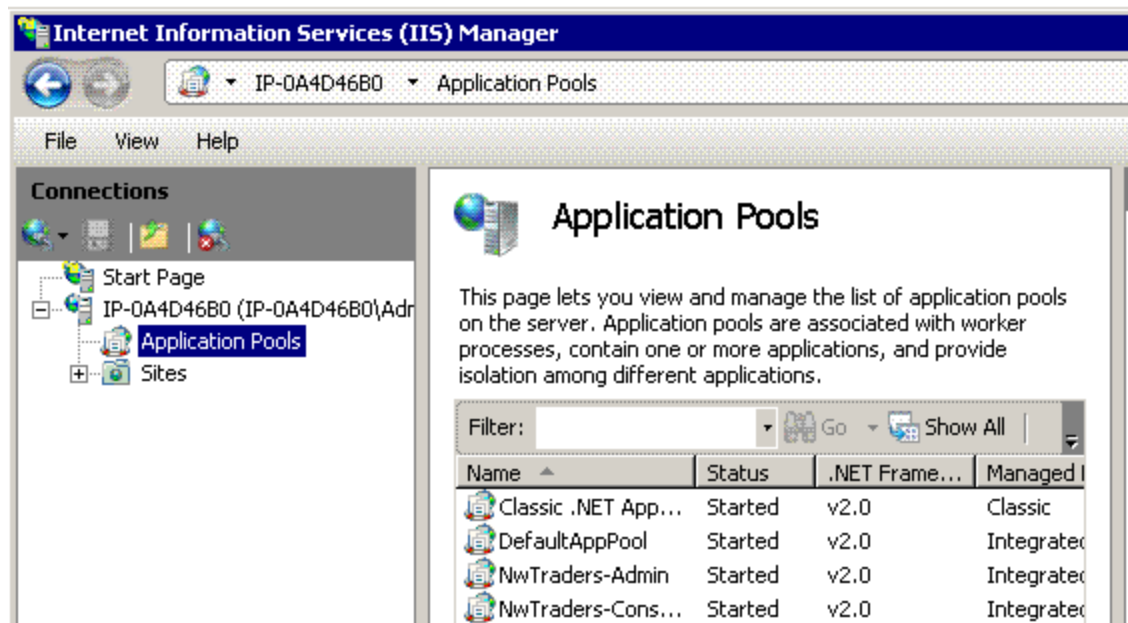 Internet Information Services (IIS) Manager
IP-0A4D46B0 Application Pools
File View Help
Connections
Start Page
IP-0A4D46B0 (IP-0A4D46B0\Adr
Application Pools
Sites
Application Pools
This page lets you view and manage the list of application pools
on the server. Application pools are associated with worker
processes, contain one or more applications, and provide
isolation among different applications.
Filter: Go Show All
Name Status .NET Frame... Managed
Classic .NET App... Started v2.0 Classic
DefaultAppPool Started v2.0 Integrated
NwTraders-Admin Started v2.0 Integrated
NwTraders-Cons... Started v2.0 Integrated